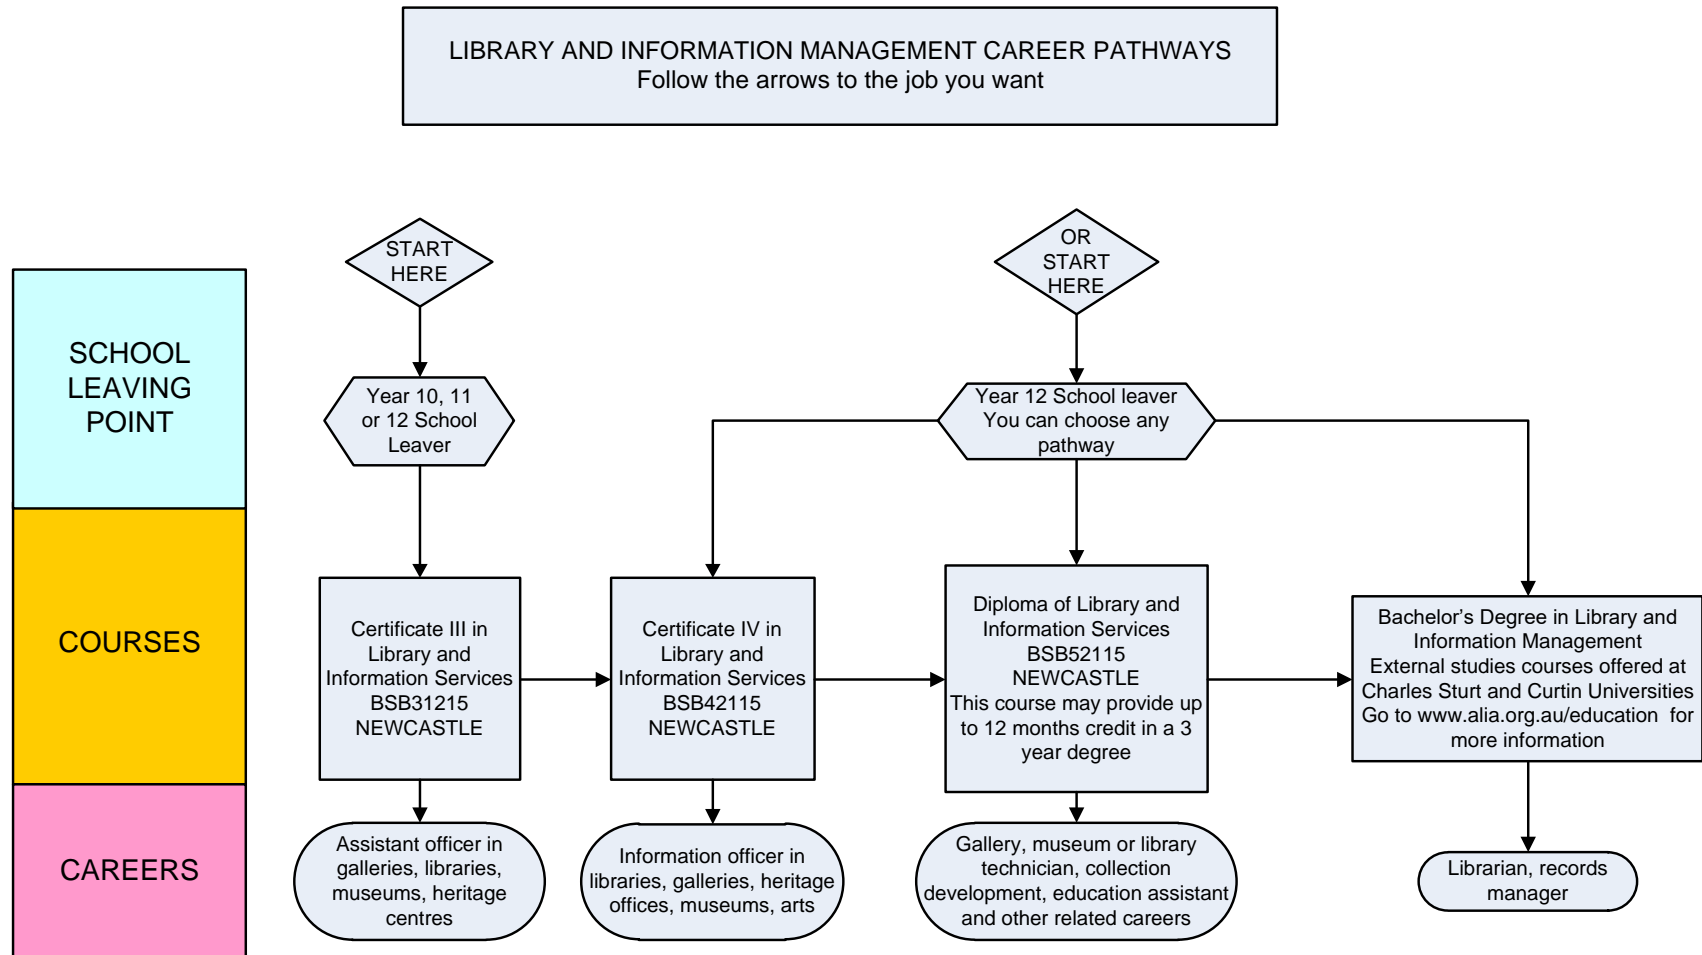 LIBRARY AND INFORMATION MANAGEMENT CAREER PATHWAYS
Follow the arrows to the job you want
START
HERE
OR
START
HERE
SCHOOL
LEAVING
POINT
Year 10, 11
or 12 School
Leaver
Year 12 School leaver
You can choose any
pathway
COURSES
Certificate III in
Library and
Information Services
BSB31215
NEWCASTLE
Certificate IV in
Library and
Information Services
BSB42115
NEWCASTLE
Diploma of Library and
Information Services
BSB52115
NEWCASTLE
This course may provide up
to 12 months credit in a 3
year degree
Bachelor's Degree in Library and
Information Management
External studies courses offered at
Charles Sturt and Curtin Universities
Go to www.alia.org.au/education for
more information
CAREERS
Assistant officer in
galleries, libraries,
museums, heritage
centres
Information officer in
libraries, galleries, heritage
offices, museums, arts
Gallery, museum or library
technician, collection
development, education assistant
and other related careers
Librarian, records
manager